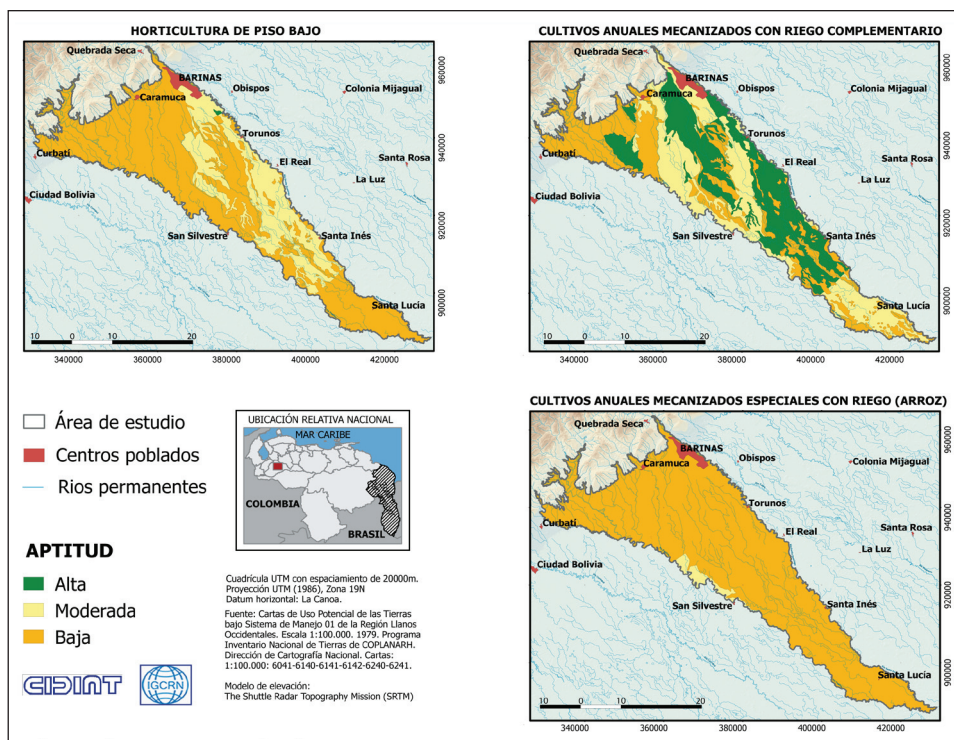 HORTICULTURA DE PISO BAJO
Quebrada Seca
BARINAS
Obispos
Colonia Mijagual
Caramuca
Torunos
Curbatí
El Real
Santa Rosa
La Luz
Ciudad Bolivia
San Silvestre
Santa Inés
Santa Lucía
960000
940000
920000
900000
10 0 10 20
340000 360000 380000 400000 420000
CULTIVOS ANUALES MECANIZADOS CON RIEGO COMPLEMENTARIO
Quebrada Seca
BARINAS
Obispos
Colonia Mijagual
Caramuca
Torunos
Curbatí
El Real
Santa Rosa
La Luz
Ciudad Bolivia
San Silvestre
Santa Inés
Santa Lucía
960000
940000
920000
900000
10 0 10 20
340000 360000 380000 400000 420000
Área de estudio
Centros poblados
Rios permanentes
APTITUD
Alta
Moderada
Baja
CIDIAT
IGCRN
UBICACIÓN RELATIVA NACIONAL
MAR CARIBE
COLOMBIA
BRASIL
Cuadrícula UTM con espaciamiento de 20000m.
Proyección UTM (1986), Zona 19N
Datum horizontal: La Canoa.
Fuente: Cartas de Uso Potencial de las Tierras
bajo Sistema de Manejo 01 de la Región Llanos
Occidentales. Escala 1:100.000. 1979. Programa
Inventario Nacional de Tierras de COPLANARH.
Dirección de Cartografía Nacional. Cartas:
1:100.000: 6041-6140-6141-6142-6240-6241.
Modelo de elevación:
The Shuttle Radar Topography Mission (SRTM)
CULTIVOS ANUALES MECANIZADOS ESPECIALES CON RIEGO (ARROZ)
Quebrada Seca
BARINAS
Obispos
Colonia Mijagual
Caramuca
Torunos
Curbatí
El Real
Santa Rosa
La Luz
Ciudad Bolivia
San Silvestre
Santa Inés
Santa Lucía
960000
940000
920000
900000
10 0 10 20
340000 360000 380000 400000 420000